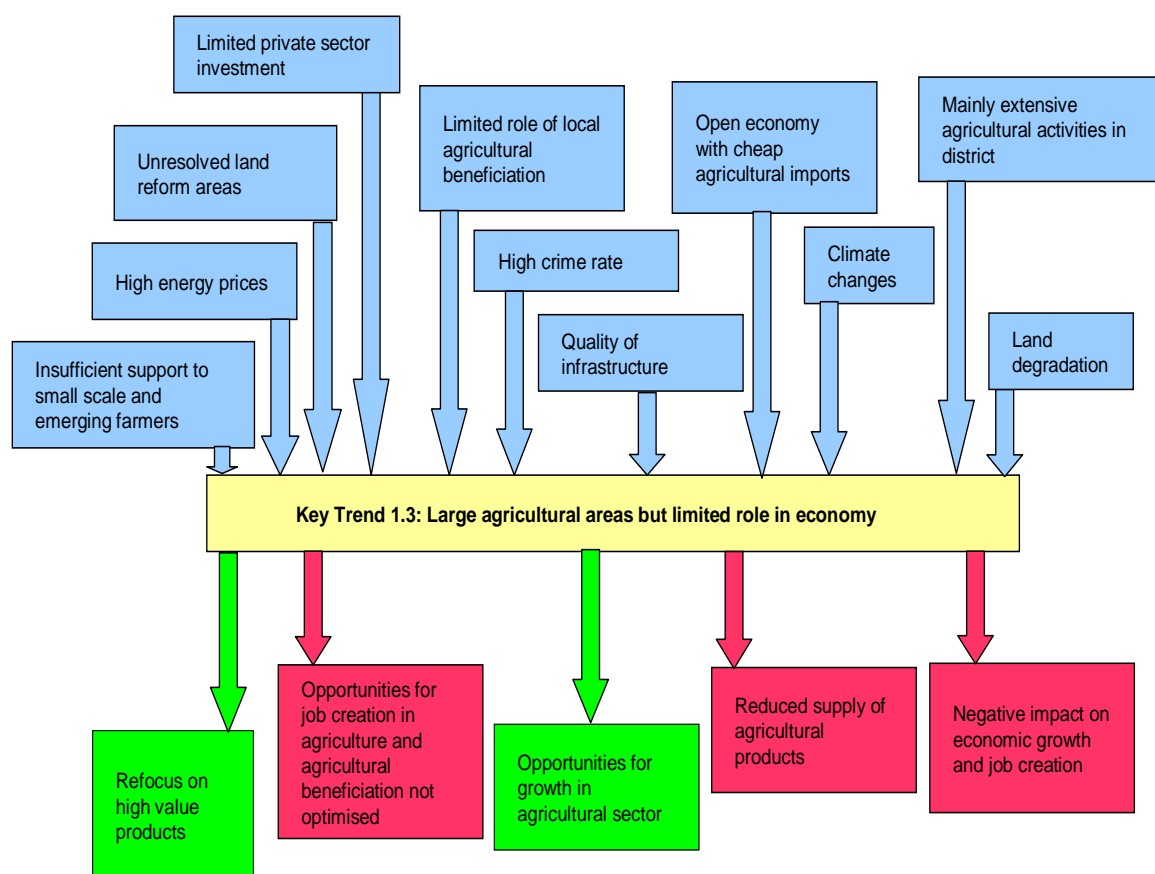 Limited private sector
investment
Limited role of local
agricultural
beneficiation
Open economy
with cheap
agricultural imports
Mainly extensive
agricultural activities in
district
Unresolved land
reform areas
High crime rate
Climate
changes
High energy prices
Quality of
infrastructure
Land
degradation
Insufficient support to
small scale and
emerging farmers
Key Trend 1.3: Large agricultural areas but limited role in economy
Refocus on
high value
products
Opportunities for
job creation in
agriculture and
agricultural
beneficiation not
optimised
Opportunities for
growth in
agricultural sector
Reduced supply of
agricultural
products
Negative impact on
economic growth
and job creation